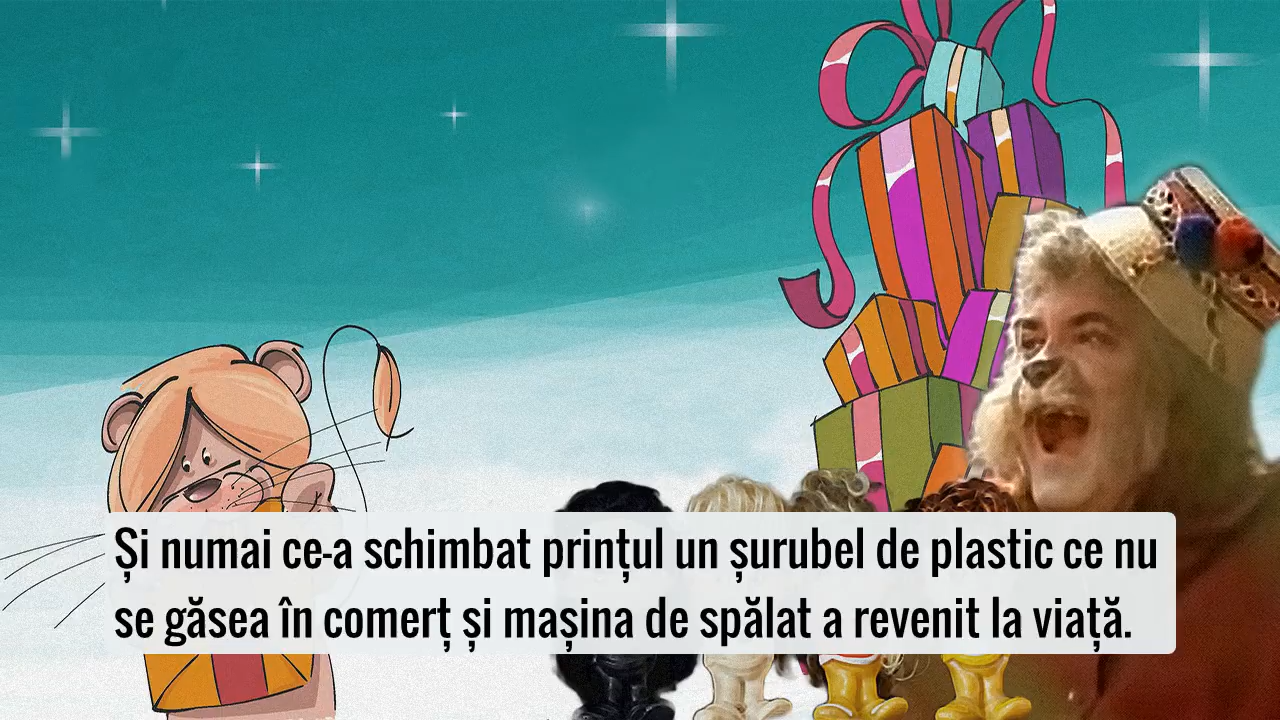 Și numai ce-a schimbat prințul un șurubel de plastic ce nu
se găsea în comerț și mașina de spălat a revenit la viață.